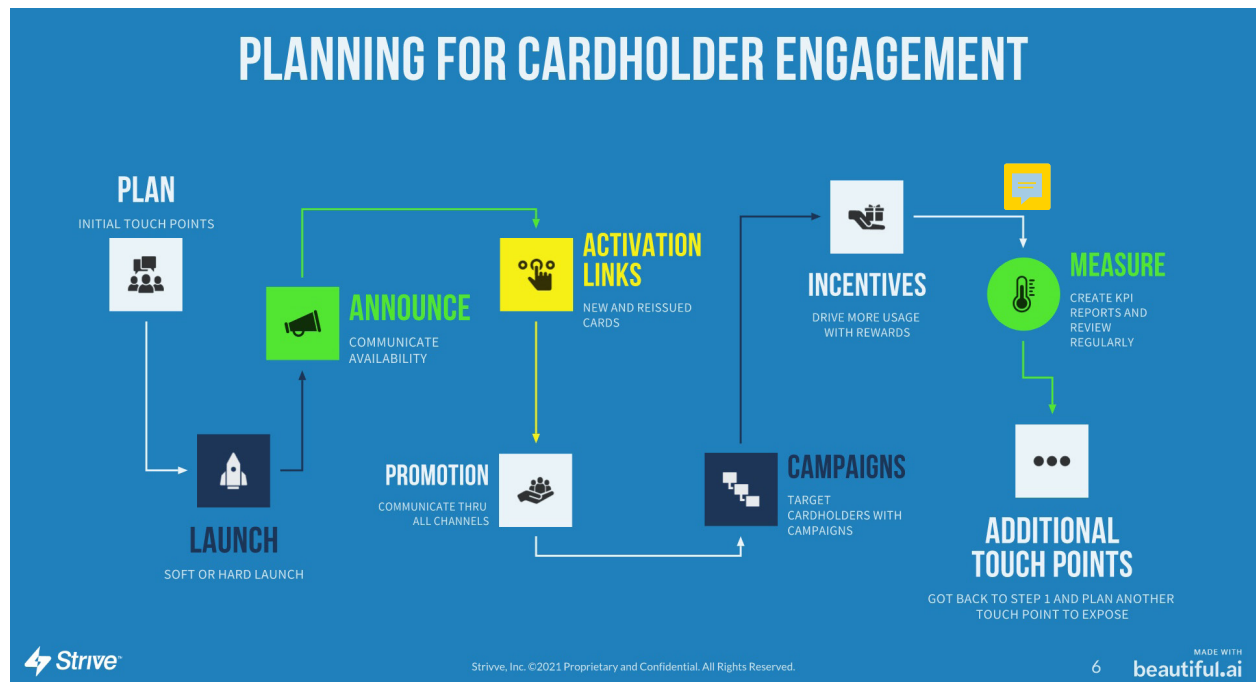 PLANNING FOR CARDHOLDER ENGAGEMENT
PLAN
INITIAL TOUCH POINTS
LAUNCH
SOFT OR HARD LAUNCH
ANNOUNCE
COMMUNICATE
AVAILABILITY
ACTIVATION
LINKS
NEW AND REISSUED
CARDS
PROMOTION
COMMUNICATE THRU
ALL CHANNELS
CAMPAIGNS
TARGET
CARDHOLDERS WITH
CAMPAIGNS
INCENTIVES
DRIVE MORE USAGE
WITH REWARDS
MEASURE
CREATE KPI
REPORTS AND
REVIEW
REGULARLY
ADDITIONAL
TOUCH POINTS
GOT BACK TO STEP 1 AND PLAN ANOTHER
TOUCH POINT TO EXPOSE
Strive™
Strivve, Inc. ©2021 Proprietary and Confidential. All Rights Reserved.
6
MADE WITH
beautiful.ai